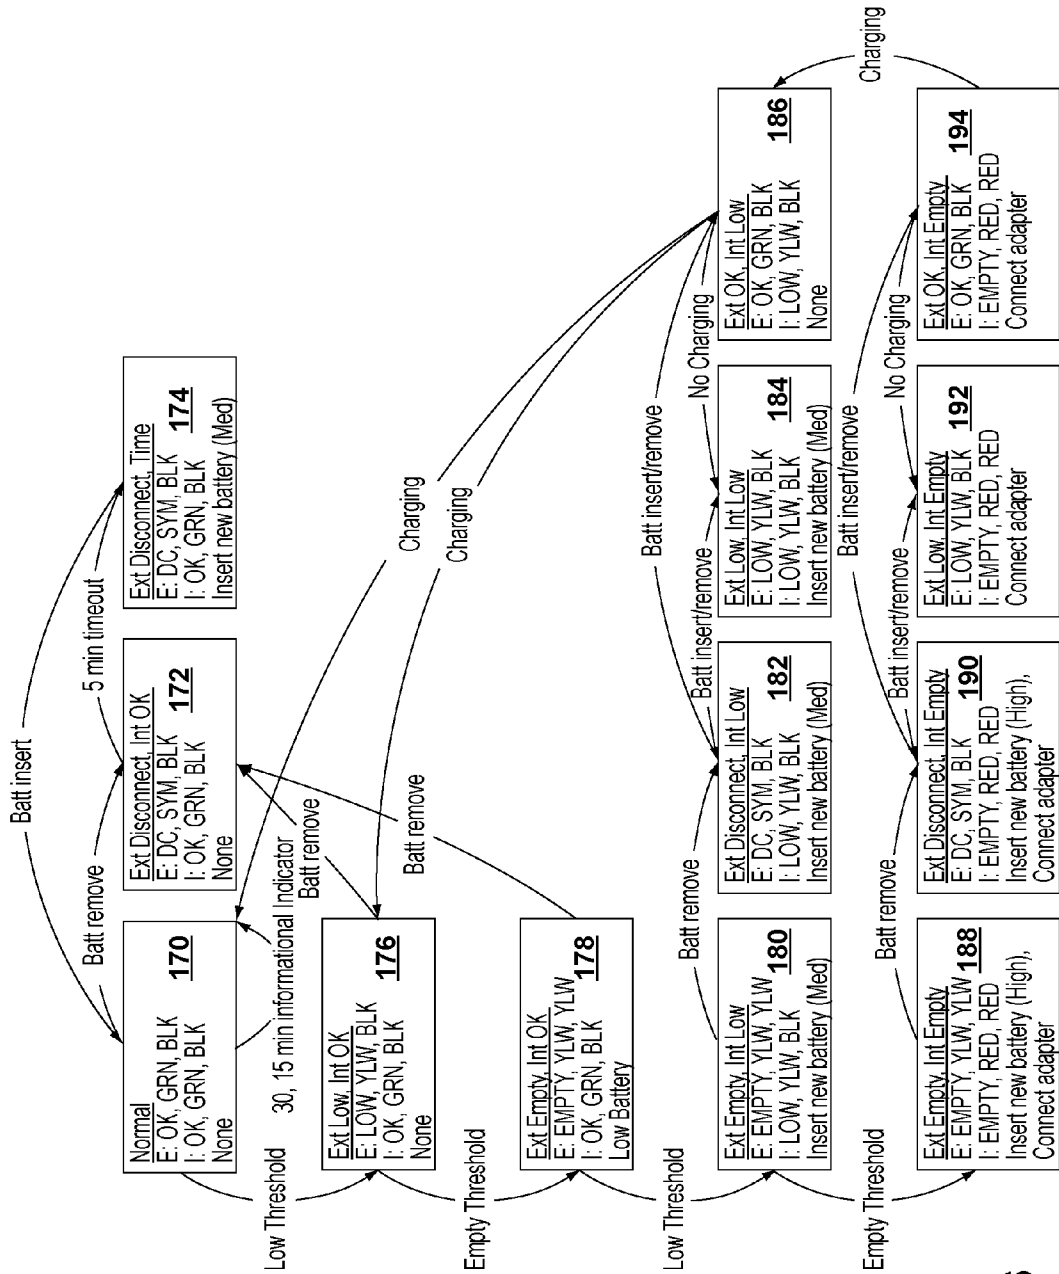 Batt insert
Batt remove
5 min timeout
Normal
E: OK, GRN, BLK
I: OK, GRN, BLK
None
170
Ext Disconnect, Int OK
E: DC, SYM, BLK
I: OK, GRN, BLK
None
172
Ext Disconnect, Time
E: DC, SYM, BLK
I: OK, GRN, BLK
Insert new battery (Med)
174
Low Threshold
30, 15 min informational Indicator
Batt remove
Batt remove
Charging
Charging
Ext Low, Int OK
E: LOW, YLW, BLK
I: OK, GRN, BLK
None
176
Empty Threshold
Ext Empty, Int OK
E: EMPTY, YLW, YLW
I: OK, GRN, BLK
Low Battery
178
Low Threshold
Batt remove
Batt insert/remove
Batt insert/remove
No Charging
Ext Empty, Int Low
E: EMPTY, YLW, YLW
I: LOW, YLW, BLK
Insert new battery (Med)
180
Ext Disconnect, Int Low
E: DC, SYM, BLK
I: LOW, YLW, BLK
Insert new battery (Med)
182
Ext Low, Int Low
E: LOW, YLW, BLK
I: LOW, YLW, BLK
Insert new battery (Med)
184
Ext OK, Int Low
E: OK, GRN, BLK
I: LOW, YLW, BLK
None
186
Empty Threshold
Batt remove
Batt insert/remove
Batt insert/remove
No Charging
Charging
Ext Empty, Int Empty
E: EMPTY, YLW, YLW
I: EMPTY, RED, RED
Insert new battery (High),
Connect adapter
188
Ext Disconnect, Int Empty
E: DC, SYM, BLK
I: EMPTY, RED, RED
Insert new battery (High),
Connect adapter
190
Ext Low, Int Empty
E: LOW, YLW, BLK
I: EMPTY, RED, RED
Connect adapter
192
Ext OK, Int Empty
E: OK, GRN, BLK
I: EMPTY, RED, RED
Connect adapter
194